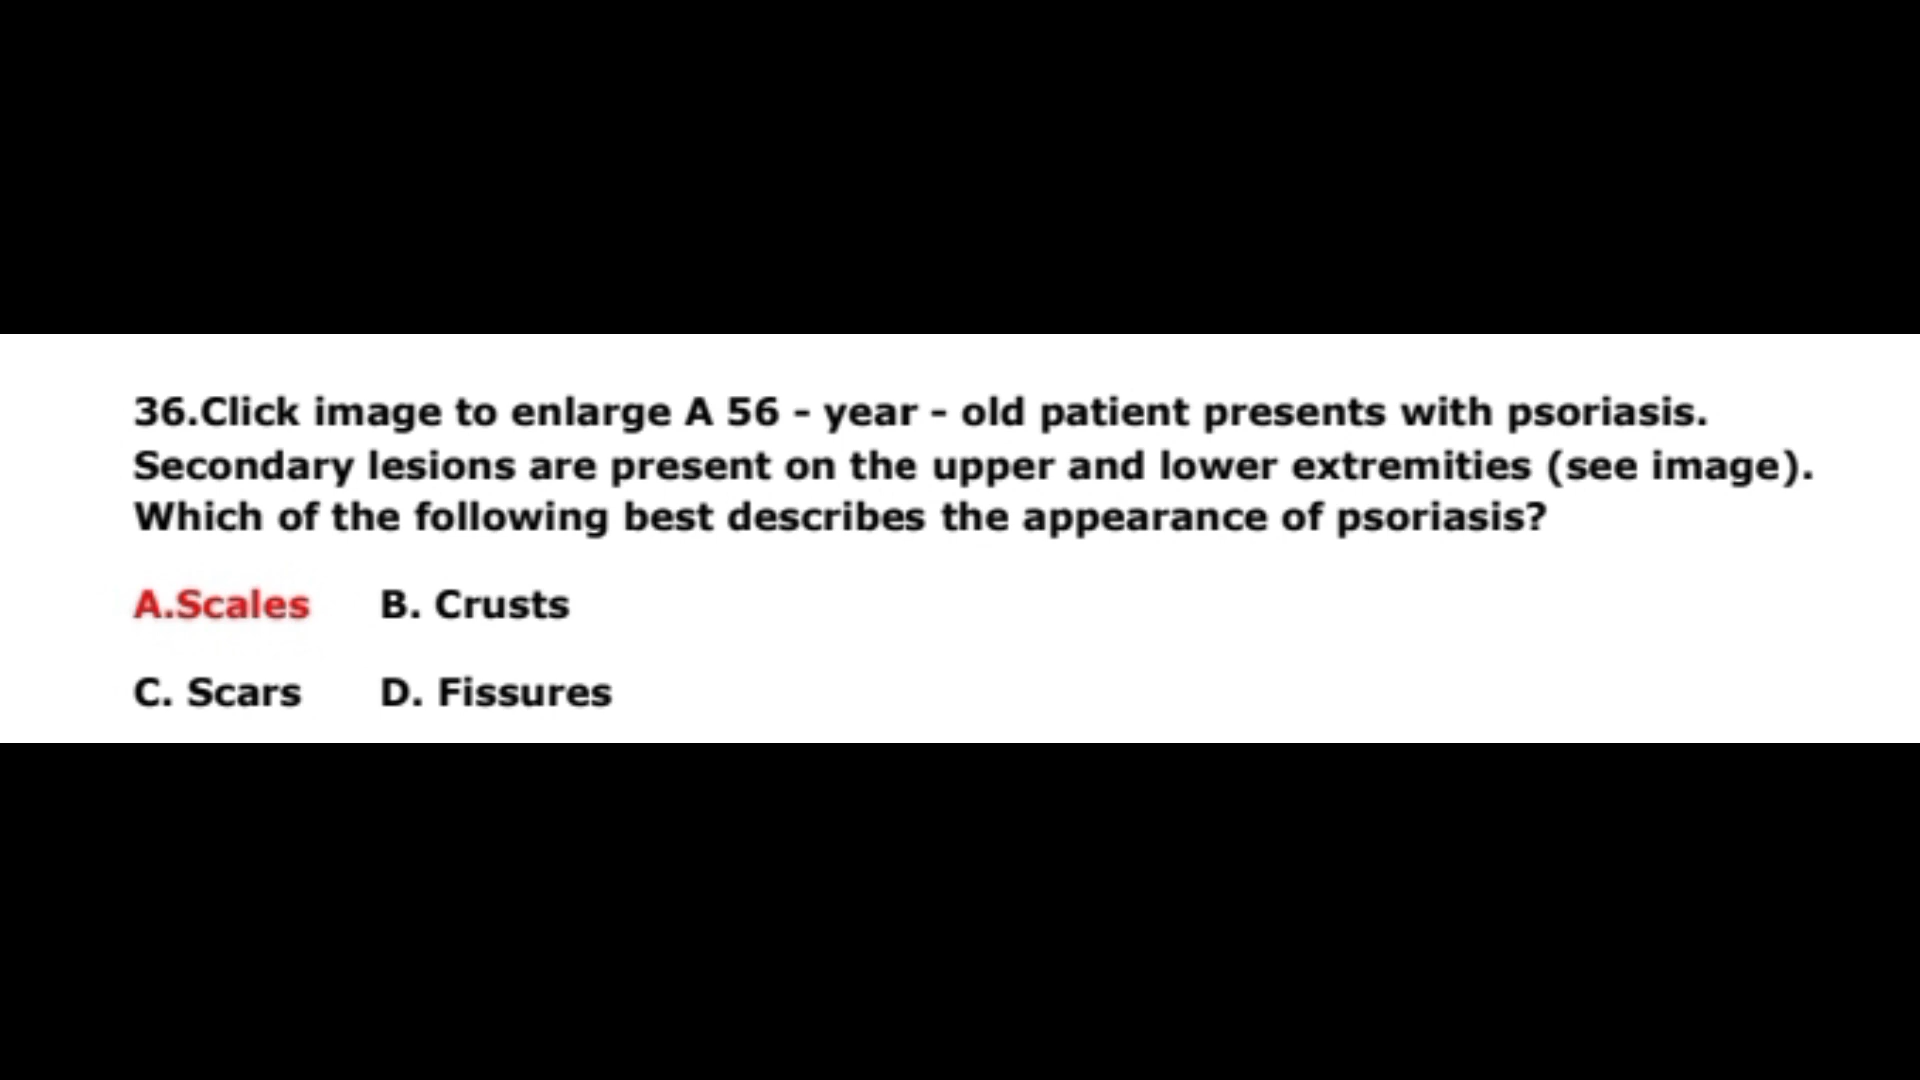 36.Click image to enlarge A 56 - year - old patient presents with psoriasis.
Secondary lesions are present on the upper and lower extremities (see image).
Which of the following best describes the appearance of psoriasis?
A.Scales B. Crusts
C. Scars D. Fissures